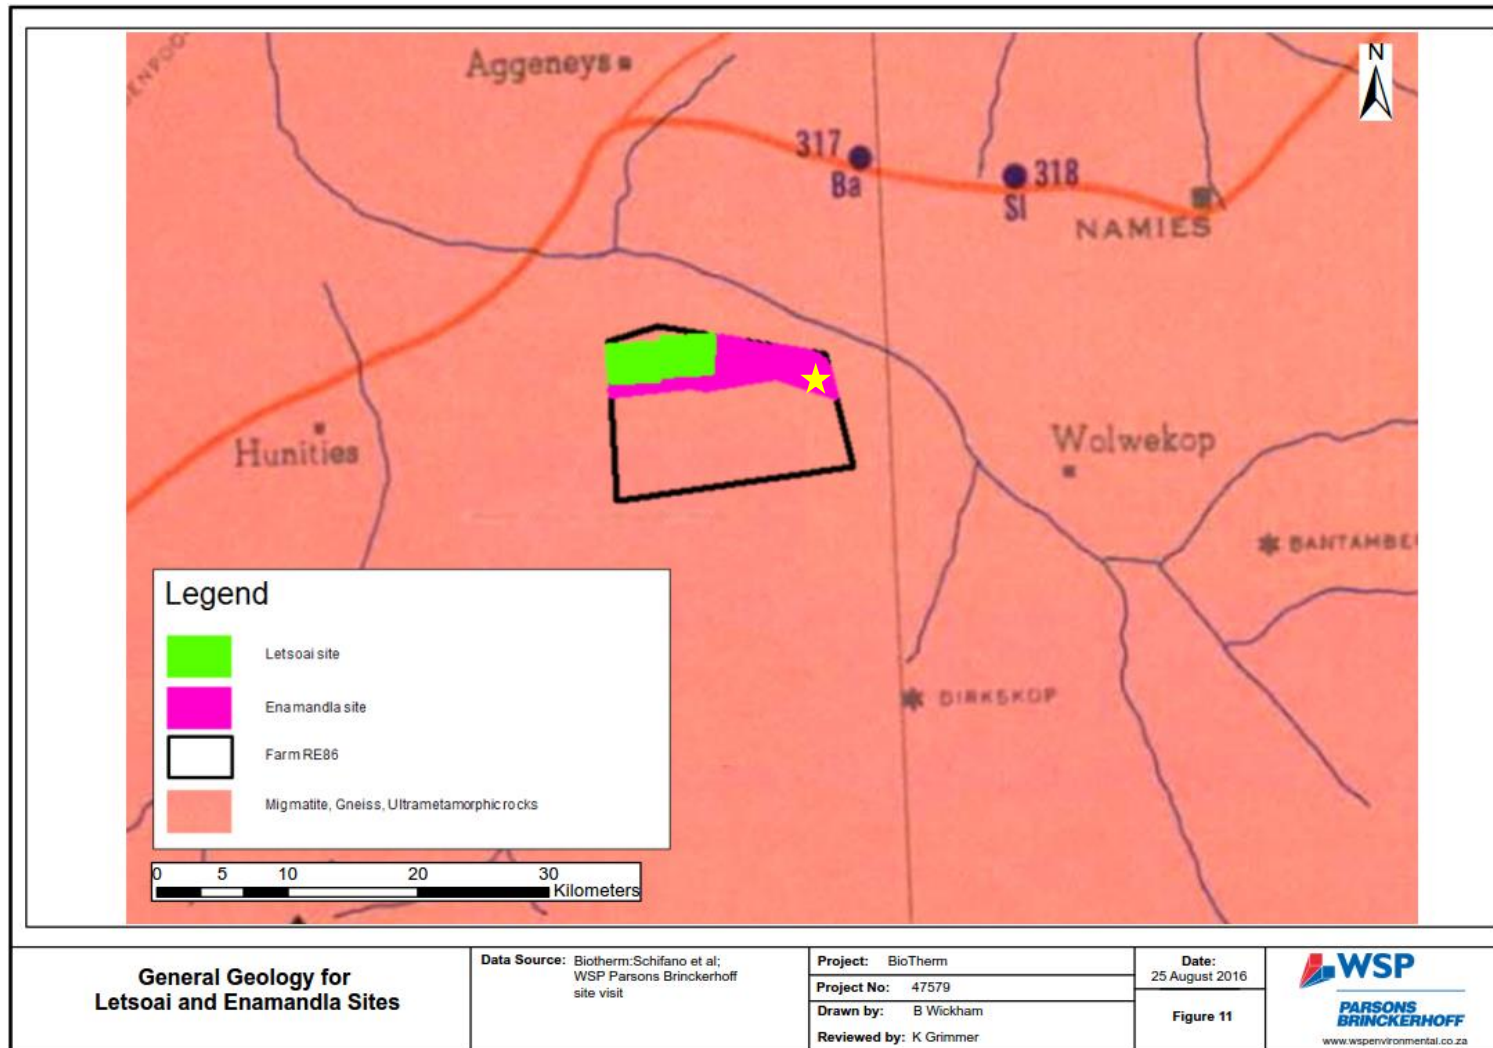 ENPOO
Aggeneys
N
317
Ba
318
SI
NAMIES
Hunities
Wolwekop
BANTAMBE
DIRKSKOP
Legend
Letsoai site
Enamandla site
Farm RE86
Migmatite, Gneiss, Ultrametamorphic rocks
0 5 10 20 30
Kilometers
General Geology for
Letsoai and Enamandla Sites
Data Source: Biotherm:Schifano et al;
WSP Parsons Brinckerhoff
site visit
Project: BioTherm
Project No: 47579
Drawn by: B Wickham
Reviewed by: K Grimmer
Date:
25 August 2016
Figure 11
WSP
PARSONS
BRINCKERHOFF
www.wspenvironmental.co.za